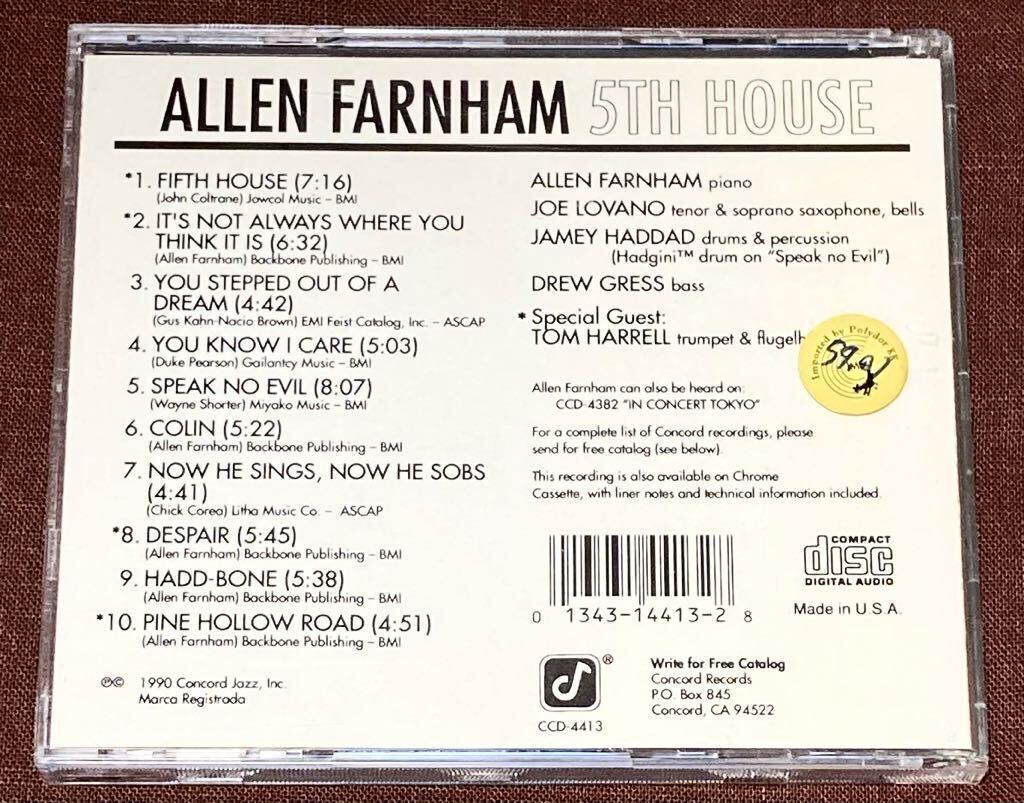 ALLEN FARNHAM 5TH HOUSE
*1. FIFTH HOUSE (7:16)
(John Coltrane) Jowcol Music – BMI
*2. IT'S NOT ALWAYS WHERE YOU
THINK IT IS (6:32)
(Allen Farnham) Backbone Publishing – BMI
3. YOU STEPPED OUT OF A
DREAM (4:42)
(Gus Kahn-Nacio Brown) EMI Feist Catalog, Inc. – ASCAP
4. YOU KNOW I CARE (5:03)
(Duke Pearson) Gailantcy Music – BMI
5. SPEAK NO EVIL (8:07)
(Wayne Shorter) Miyako Music – BMI
6. COLIN (5:22)
(Allen Farnham) Backbone Publishing – BMI
7. NOW HE SINGS, NOW HE SOBS
(4:41)
(Chick Corea) Litha Music Co. – ASCAP
*8. DESPAIR (5:45)
(Allen Farnham) Backbone Publishing – BMI
9. HADD-BONE (5:38)
(Allen Farnham) Backbone Publishing – BMI
*10. PINE HOLLOW ROAD (4:51)
(Allen Farnham) Backbone Publishing – BMI
℗© 1990 Concord Jazz, Inc.
Marca Registrada
ALLEN FARNHAM piano
JOE LOVANO tenor & soprano saxophone, bells
JAMEY HADDAD drums & percussion
(Hadgini™ drum on "Speak no Evil")
DREW GRESS bass
* Special Guest:
TOM HARRELL trumpet &
Imported by Polydor KK
Allen Farnham can also be heard on:
CCD-4382 "IN CONCERT TOKYO"
For a complete list of Concord recordings, please
send for free catalog (see below).
This recording is also available on Chrome
Cassette, with liner notes and technical information included.
COMPACT
disc
DIGITAL AUDIO
0 1343-14413-2 8
Made in U.S.A.
®
CCD-4413
Write for Free Catalog
Concord Records
P.O. Box 845
Concord, CA 94522